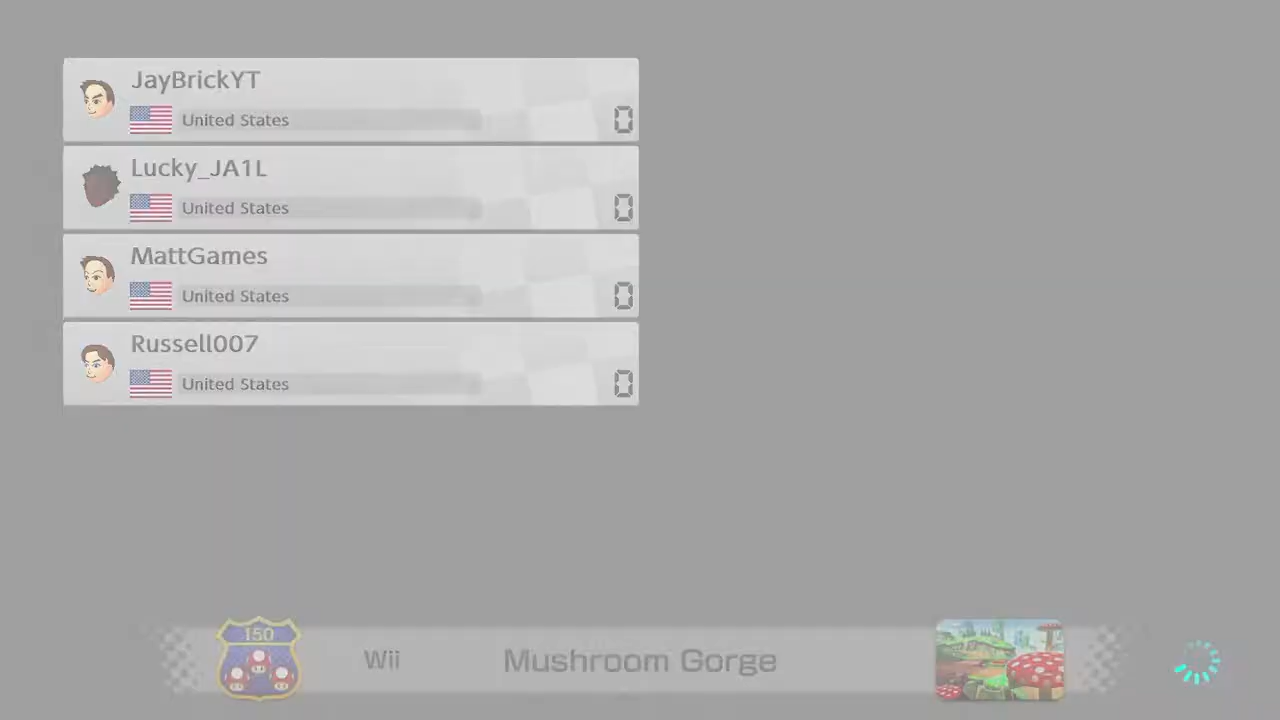 JayBrickYT
United States 0
Lucky_JA1L
United States 0
MattGames
United States 0
Russell007
United States 0
150 Wii Mushroom Gorge